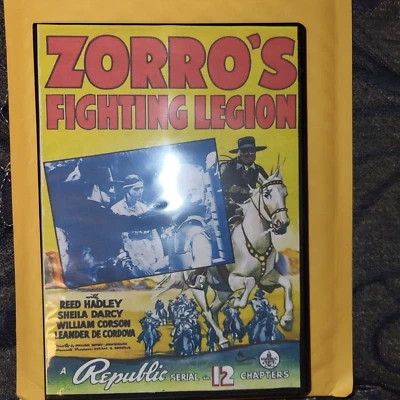 ZORRO'S
FIGHTING LEGION
with
REED HADLEY
SHEILA DARCY
WILLIAM CORSON
LEANDER DE CORDOVA
A Republic SERIAL in 12 CHAPTERS